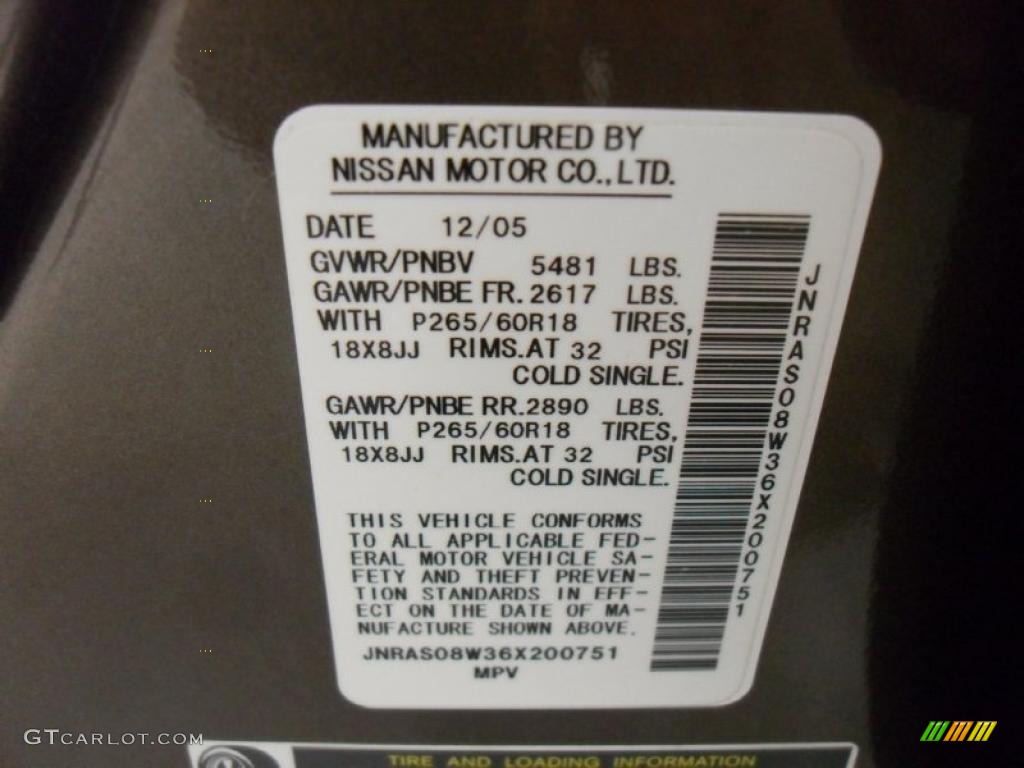 MANUFACTURED BY
NISSAN MOTOR CO.,LTD.
DATE 12/05
GVWR/PNBV 5481 LBS.
GAWR/PNBE FR. 2617 LBS.
WITH P265/60R18 TIRES,
18X8JJ RIMS.AT 32 PSI
COLD SINGLE.
GAWR/PNBE RR. 2890 LBS.
WITH P265/60R18 TIRES,
18X8JJ RIMS.AT 32 PSI
COLD SINGLE.
THIS VEHICLE CONFORMS
TO ALL APPLICABLE FED-
ERAL MOTOR VEHICLE SA-
FETY AND THEFT PREVEN-
TION STANDARDS IN EFF-
ECT ON THE DATE OF MA-
NUFACTURE SHOWN ABOVE.
JNRAS08W36X200751
MPV
JNRAS08W36X200751
TIRE AND LOADING INFORMATION
GTCARLOT.COM